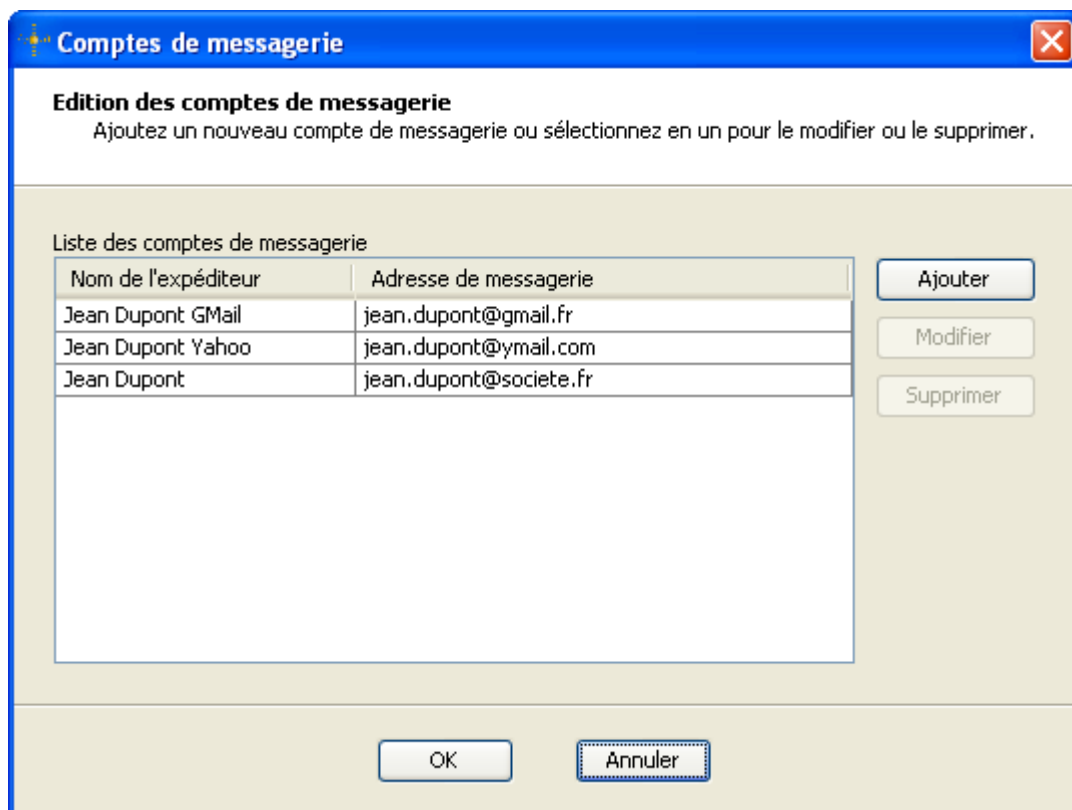 Comptes de messagerie
Edition des comptes de messagerie
Ajoutez un nouveau compte de messagerie ou sélectionnez en un pour le modifier ou le supprimer.
Liste des comptes de messagerie
Nom de l'expéditeur Adresse de messagerie
Jean Dupont GMail jean.dupont@gmail.fr
Jean Dupont Yahoo jean.dupont@ymail.com
Jean Dupont jean.dupont@societe.fr
Ajouter
Modifier
Supprimer
OK Annuler